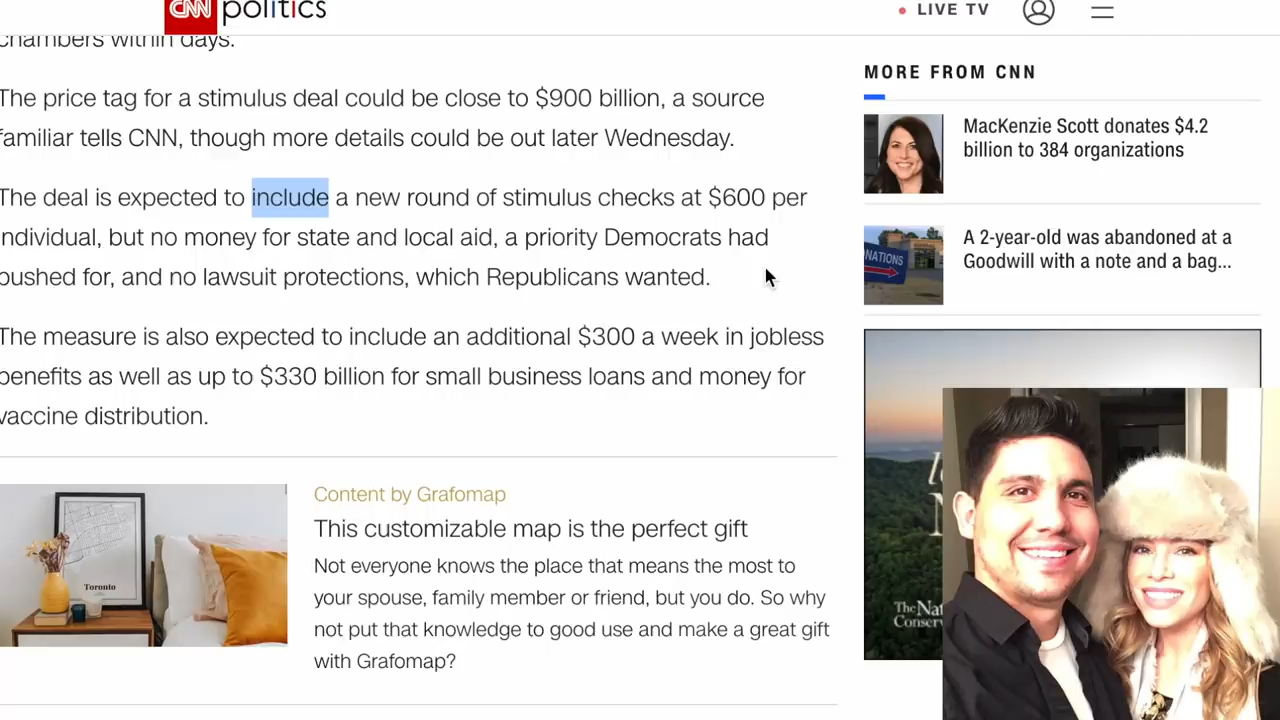 CNN politics
LIVE TV
chambers within days.
The price tag for a stimulus deal could be close to $900 billion, a source
familiar tells CNN, though more details could be out later Wednesday.
The deal is expected to include a new round of stimulus checks at $600 per
individual, but no money for state and local aid, a priority Democrats had
pushed for, and no lawsuit protections, which Republicans wanted.
The measure is also expected to include an additional $300 a week in jobless
benefits as well as up to $330 billion for small business loans and money for
vaccine distribution.
Toronto
Content by Grafomap
This customizable map is the perfect gift
Not everyone knows the place that means the most to
your spouse, family member or friend, but you do. So why
not put that knowledge to good use and make a great gift
with Grafomap?
MORE FROM CNN
MacKenzie Scott donates $4.2
billion to 384 organizations
NATIONS
A 2-year-old was abandoned at a
Goodwill with a note and a bag...
The Nat
Conserv